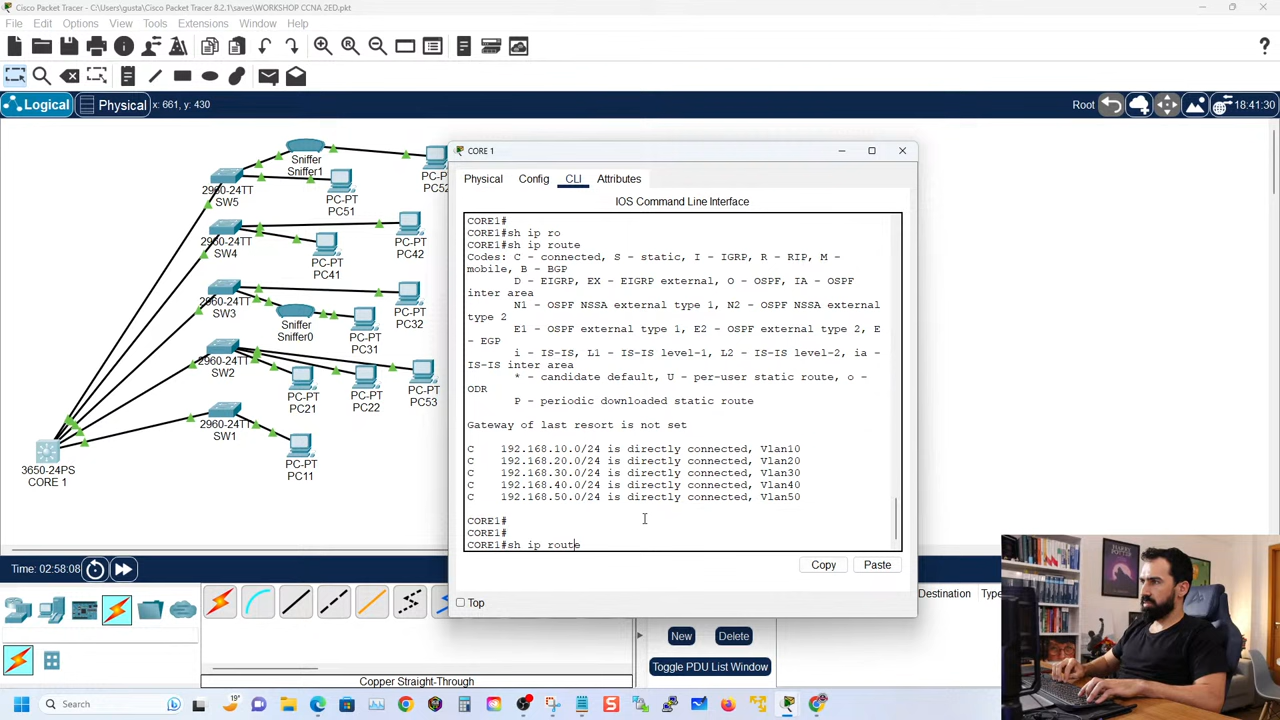 Cisco Packet Tracer - C:\Users\gusta\Cisco Packet Tracer 8.2.1\saves\WORKSHOP CCNA 2ED.pkt
File Edit Options View Tools Extensions Window Help
Logical Physical x: 661, y: 430 Root 18:41:30
Sniffer
Sniffer1
2960-24TT
SW5
PC-PT
PC51
PC-PT
PC52
2960-24TT
SW4
PC-PT
PC41
PC-PT
PC42
2960-24TT
SW3
Sniffer
Sniffer0
PC-PT
PC31
PC-PT
PC32
2960-24TT
SW2
PC-PT
PC21
PC-PT
PC22
PC-PT
PC53
2960-24TT
SW1
PC-PT
PC11
3650-24PS
CORE 1
CORE 1
Physical Config CLI Attributes
IOS Command Line Interface
CORE1#
CORE1#sh ip ro
CORE1#sh ip route
Codes: C - connected, S - static, I - IGRP, R - RIP, M -
mobile, B - BGP
D - EIGRP, EX - EIGRP external, O - OSPF, IA - OSPF
inter area
N1 - OSPF NSSA external type 1, N2 - OSPF NSSA external
type 2
E1 - OSPF external type 1, E2 - OSPF external type 2, E
- EGP
i - IS-IS, L1 - IS-IS level-1, L2 - IS-IS level-2, ia -
IS-IS inter area
* - candidate default, U - per-user static route, o -
ODR
P - periodic downloaded static route
Gateway of last resort is not set
C 192.168.10.0/24 is directly connected, Vlan10
C 192.168.20.0/24 is directly connected, Vlan20
C 192.168.30.0/24 is directly connected, Vlan30
C 192.168.40.0/24 is directly connected, Vlan40
C 192.168.50.0/24 is directly connected, Vlan50
CORE1#
CORE1#
CORE1#sh ip route
Copy Paste
Top
Time: 02:58:08
Destination Type
New Delete
Toggle PDU List Window
Copper Straight-Through
Search
19°